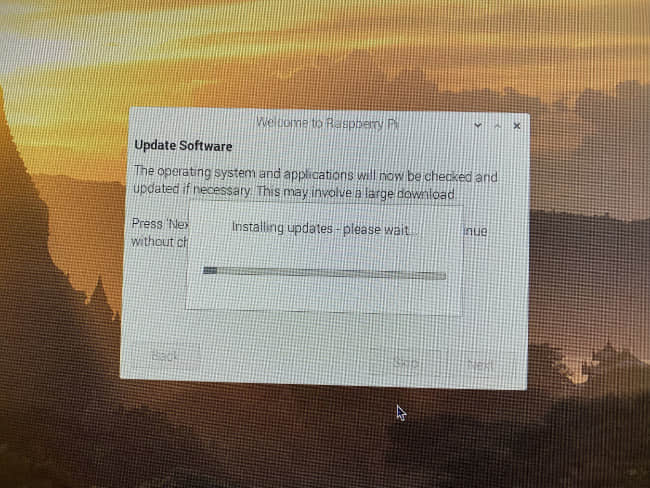 Welcome to Raspberry Pi
Update Software
The operating system and applications will now be checked and
updated if necessary. This may involve a large download.
Press 'Nex
nue
without ch
Installing updates - please wait...
Back
Skip
Next